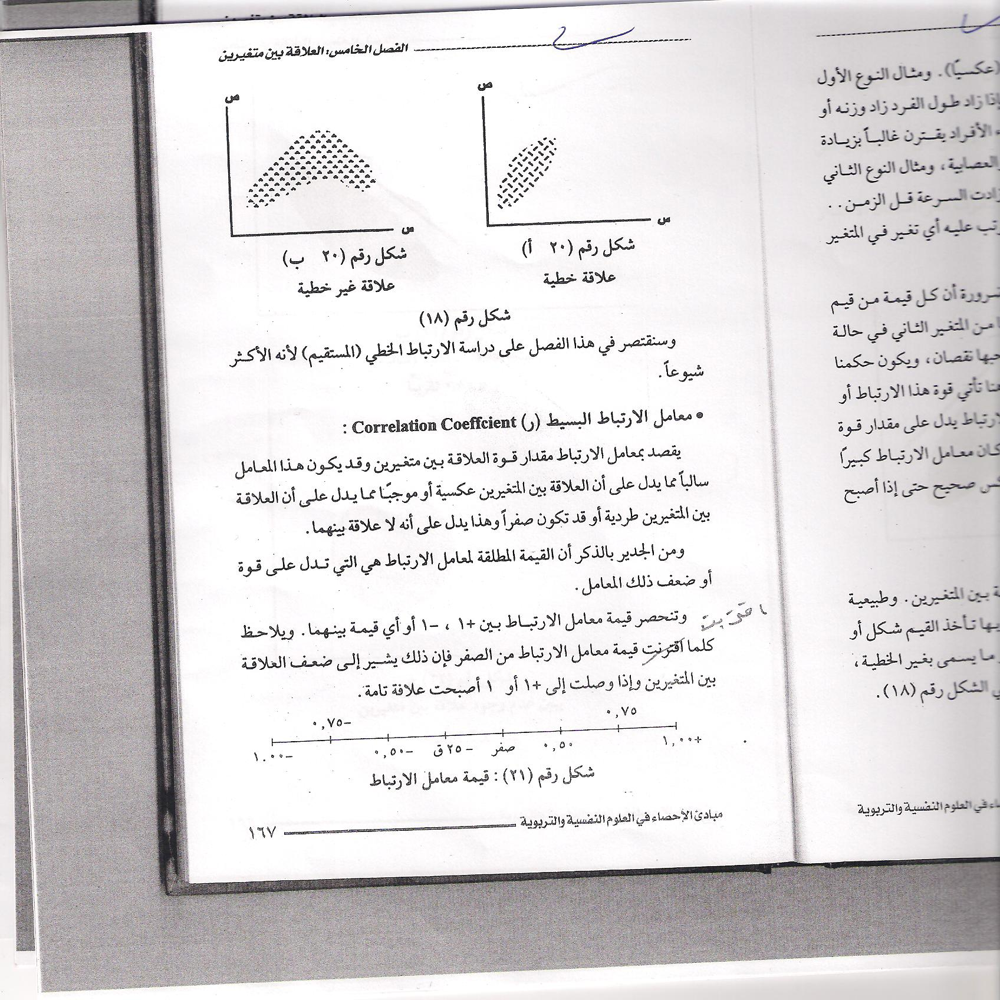 الفصل الخامس: العلاقة بين متغيرين
ص
ص
ص
ص
شكل رقم (٢٠ أ)
شكل رقم (٢٠ ب)
علاقة خطية
علاقة غير خطية
شكل رقم (١٨)
وسنقتصر في هذا الفصل على دراسة الارتباط الخطي (المستقيم) لأنه الأكثر
شيوعاً.
• معامل الارتباط البسيط (ر) Correlation Coeffcient :
يقصد بمعامل الارتباط مقدار قوة العلاقة بين متغيرين وقد يكون هذا المعامل
سالباً مما يدل على أن العلاقة بين المتغيرين عكسية أو موجبًا مما يدل على أن العلاقة
بين المتغيرين طردية أو قد تكون صفراً وهذا يدل على أنه لا علاقة بينهما.
ومن الجدير بالذكر أن القيمة المطلقة لمعامل الارتباط هي التي تدل على قوة
أو ضعف ذلك المعامل.
وتنحصر قيمة معامل الارتباط بين +١ ، –١ أو أي قيمة بينهما. ويلاحظ
كلما اقترنت قيمة معامل الارتباط من الصفر فإن ذلك يشير إلى ضعف العلاقة
بين المتغيرين وإذا وصلت إلى +١ أو ١ أصبحت علاقة تامة.
٠,٧٥
–٠,٧٥
+١,٠٠
٠,٥٠
صفر
–٢٥ ق
–٠,٥٠
–١.٠٠
شكل رقم (٢١) : قيمة معامل الارتباط
مبادئ الإحصاء في العلوم النفسية والتربوية
١٦٧
(عكسيًا). ومثال النوع الأول
إذا زاد طول الفرد زاد وزنه أو
الأفراد يقترن غالباً بزيادة
العصابية، ومثال النوع الثاني
زادت السرعة قل الزمن..
عليه أي تغير في المتغير
أن كل قيمة من قيم
من المتغير الثاني في حالة
نقصان، ويكون حكمنا
هنا تأتي قوة هذا الارتباط أو
يدل على مقدار قوة
كان معامل الارتباط كبيراً
صحيح حتى إذا أصبح
بين المتغيرين. وطبيعية
تأخذ القيم شكل أو
ما يسمى بغير الخطية،
الشكل رقم (١٨).
في العلوم النفسية والتربوية